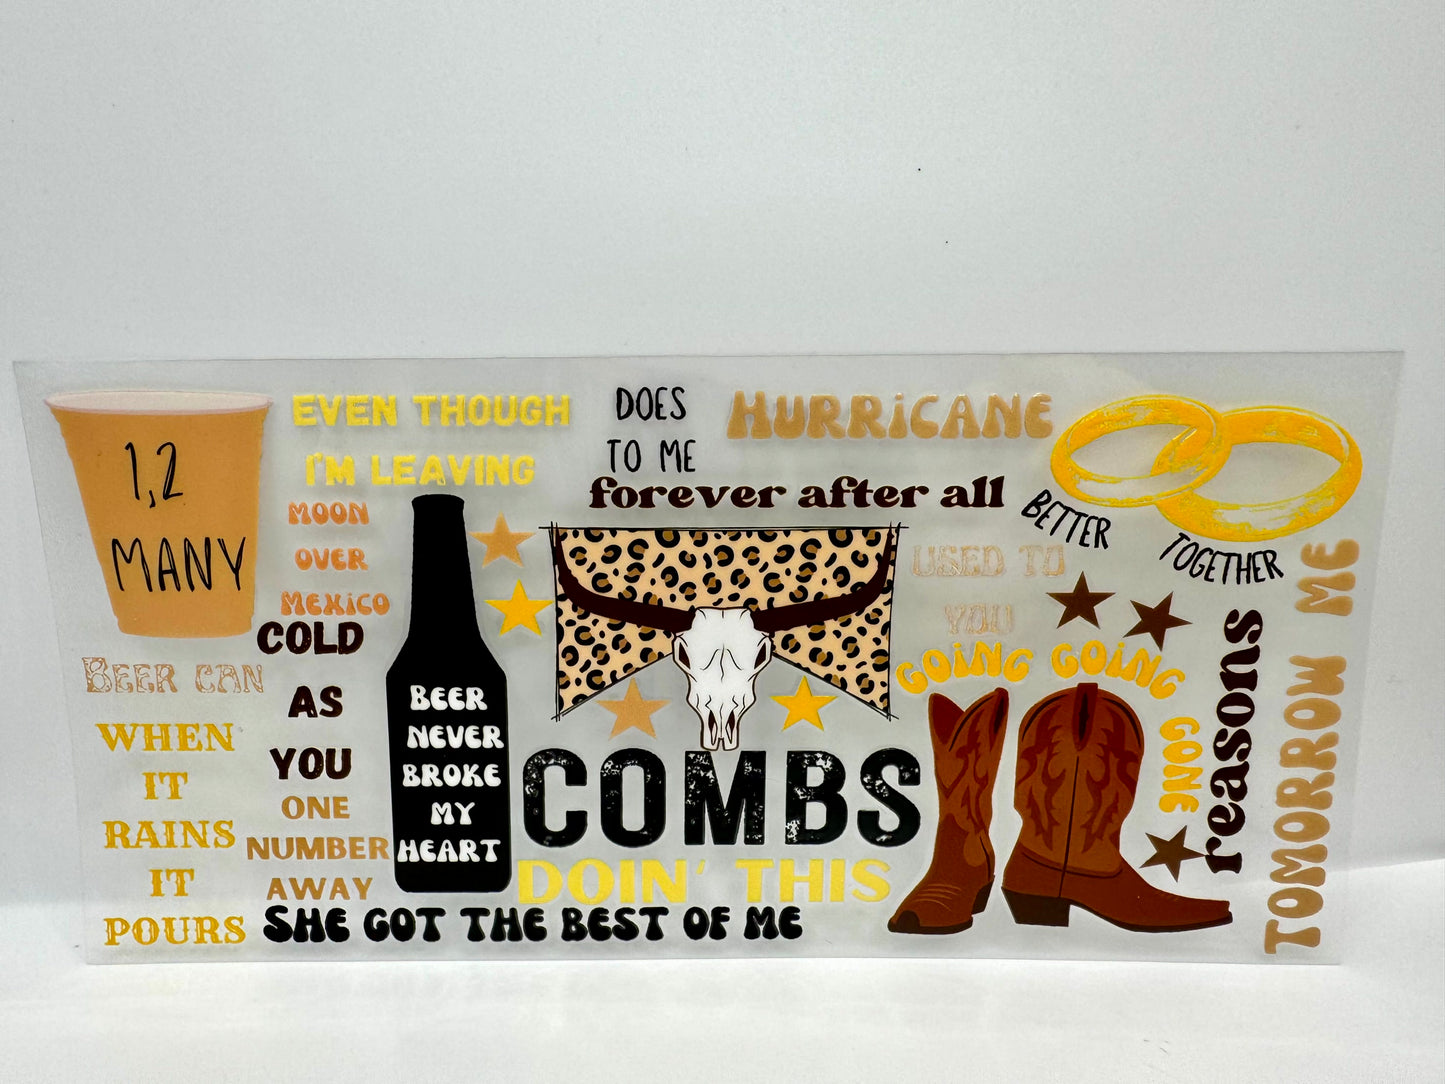 1,2
MANY
EVEN THOUGH
I'M LEAVING
DOES
TO ME
HURRiCANE
forever after all
BETTER
TOGETHER
MOON
OVER
MEXiCO
COLD
AS
YOU
BEER CAN
WHEN
IT
RAINS
IT
POURS
ONE
NUMBER
AWAY
BEER
NEVER
BROKE
MY
HEART
COMBS
DOIN' THIS
SHE GOT THE BEST OF ME
USED TO
YOU
GOiNG GOiNG
GONE
reasons
TOMORROW ME